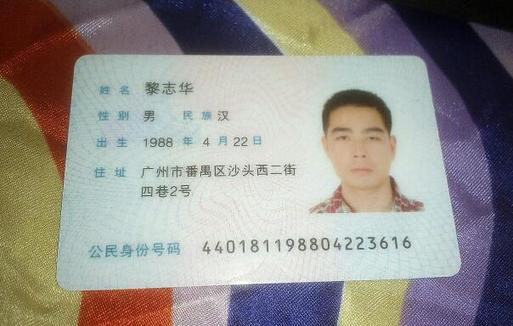 姓名 黎志华
性别 男 民族 汉
出生 1988 年 4 月 22 日
住址 广州市番禺区沙头西二街
四巷2号
公民身份号码 440181198804223616